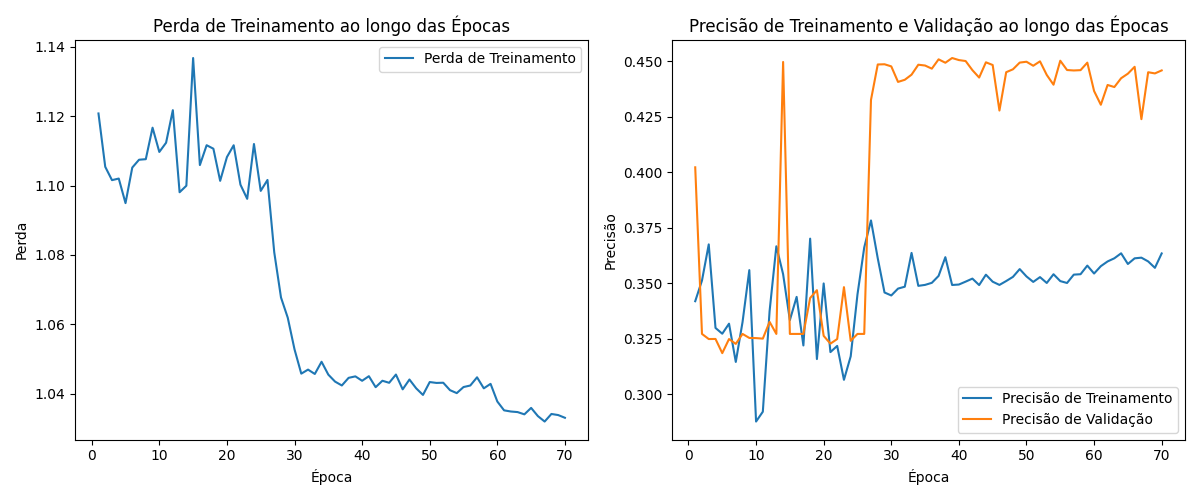 Perda de Treinamento ao longo das Épocas
Perda de Treinamento
Perda
1.14
1.12
1.10
1.08
1.06
1.04
0 10 20 30 40 50 60 70
Época
Precisão de Treinamento e Validação ao longo das Épocas
Precisão
0.450
0.425
0.400
0.375
0.350
0.325
0.300
Precisão de Treinamento
Precisão de Validação
0 10 20 30 40 50 60 70
Época